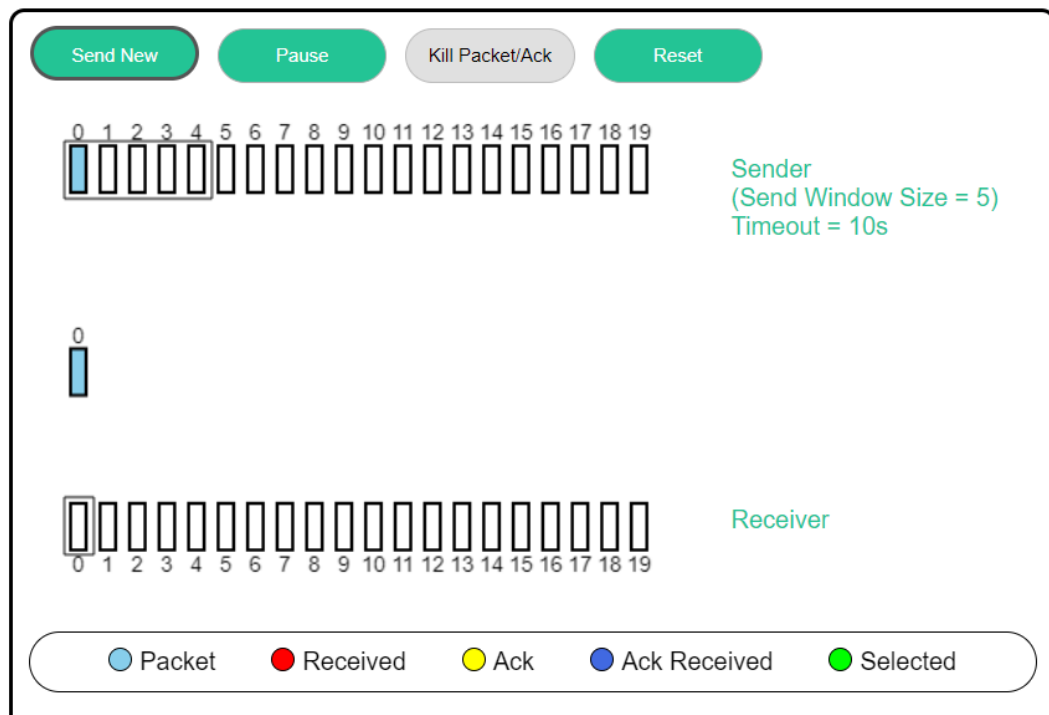 Send New Pause Kill Packet/Ack Reset
0 1 2 3 4 5 6 7 8 9 10 11 12 13 14 15 16 17 18 19
Sender
(Send Window Size = 5)
Timeout = 10s
0
Receiver
0 1 2 3 4 5 6 7 8 9 10 11 12 13 14 15 16 17 18 19
Packet Received Ack Ack Received Selected